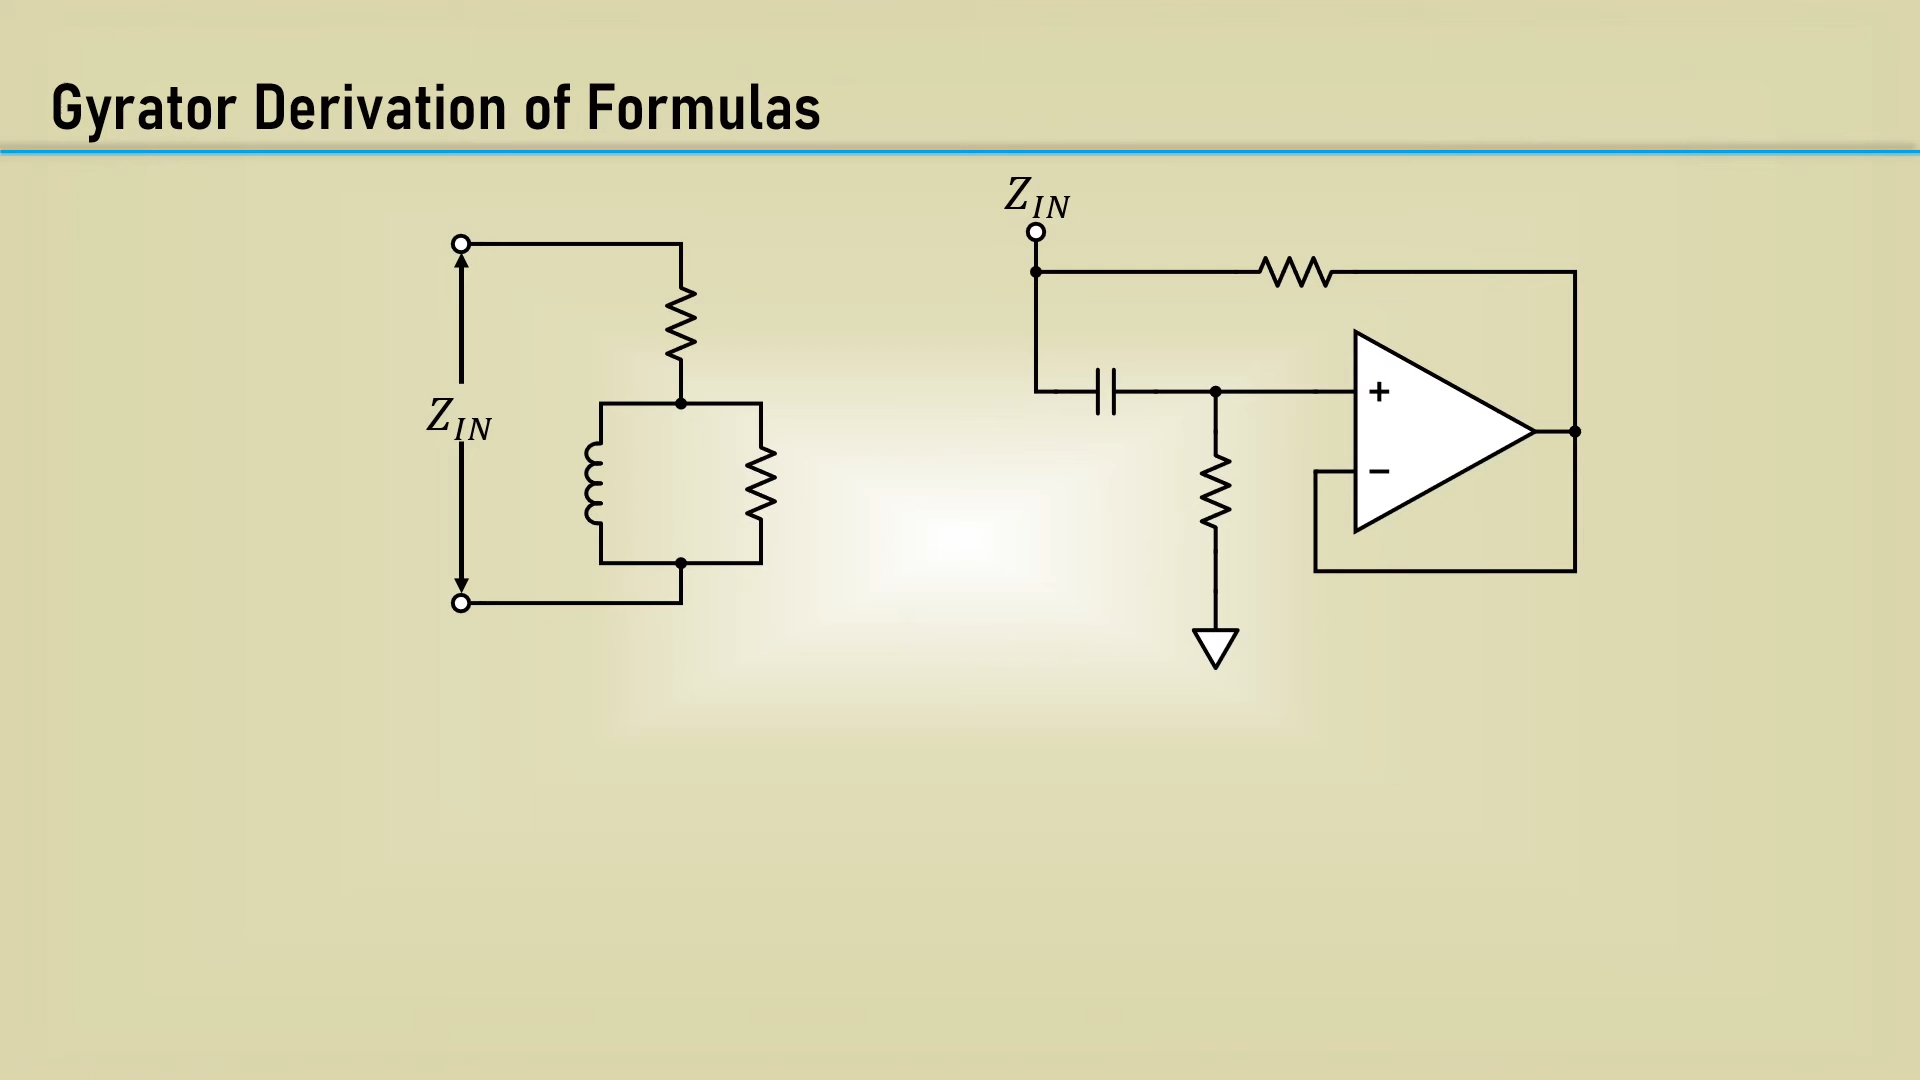 Gyrator Derivation of Formulas
Z_IN
Z_IN
+
−